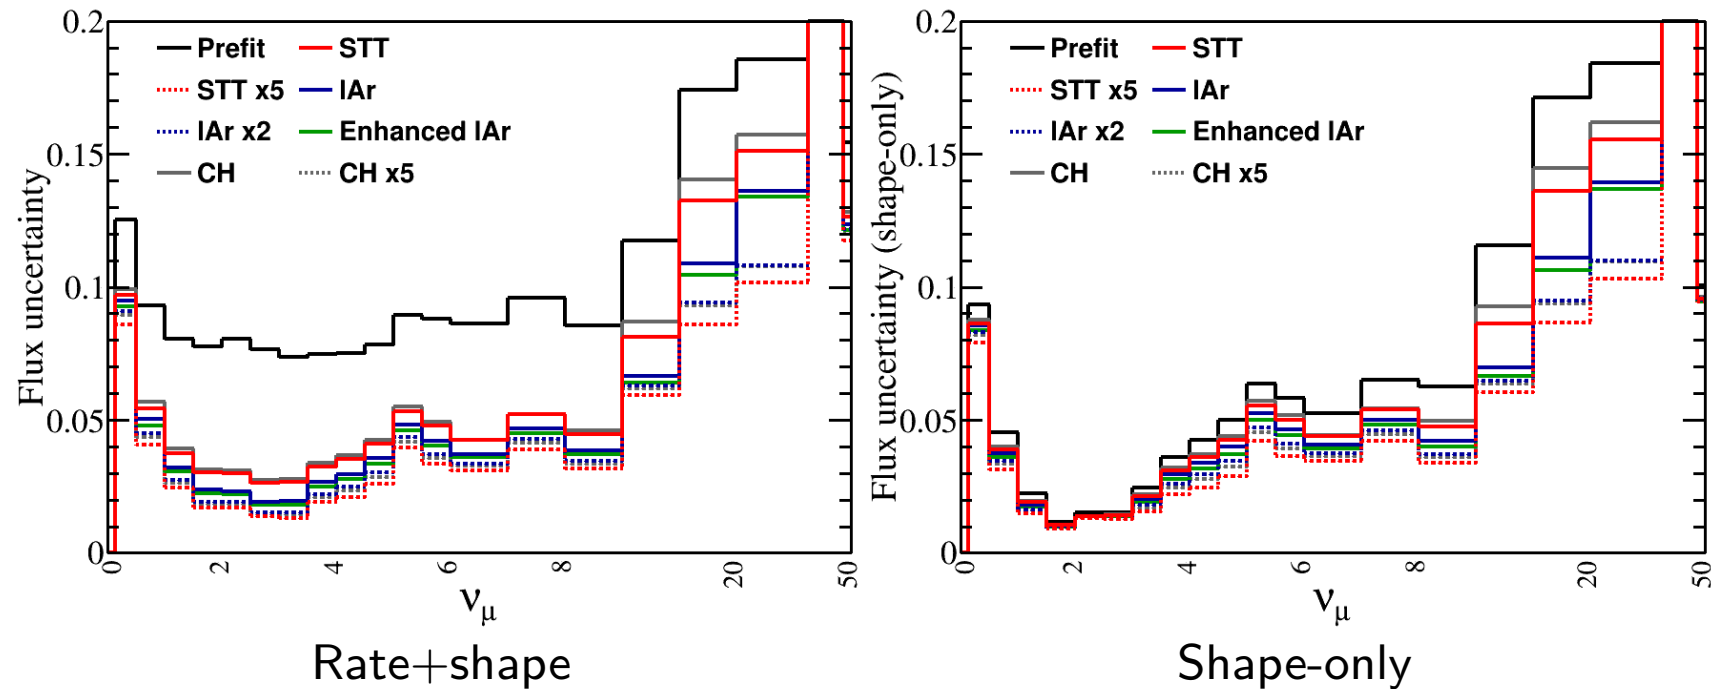 0.2
0.15
0.1
0.05
0
Flux uncertainty
Prefit STT
STT x5 lAr
lAr x2 Enhanced lAr
CH CH x5
0 2 4 6 8 20 50
νμ
Rate+shape
0.2
0.15
0.1
0.05
0
Flux uncertainty (shape-only)
Prefit STT
STT x5 lAr
lAr x2 Enhanced lAr
CH CH x5
0 2 4 6 8 20 50
νμ
Shape-only